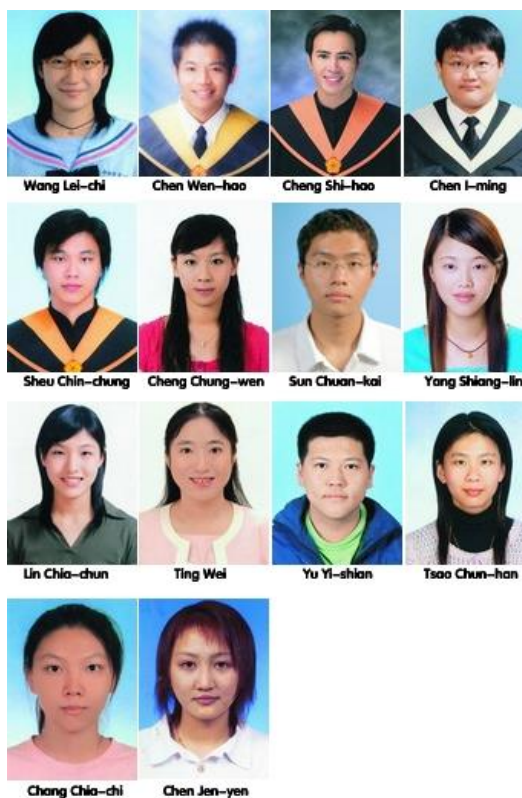 Wang Lei-chi
Chen Wen-hao
Cheng Shi-hao
Chen I-ming
Sheu Chin-chung
Cheng Chung-wen
Sun Chuan-kai
Yang Shiang-lin
Lin Chia-chun
Ting Wei
Yu Yi-shian
Tsao Chun-han
Chang Chia-chi
Chen Jen-yen